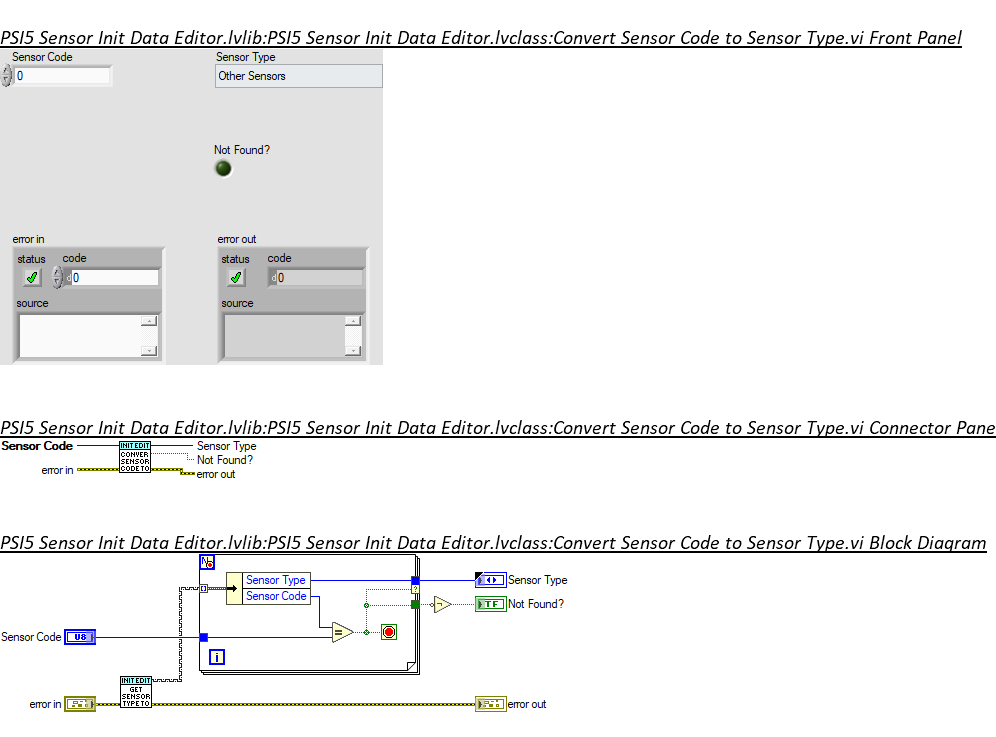 PSI5 Sensor Init Data Editor.lvlib:PSI5 Sensor Init Data Editor.lvclass:Convert Sensor Code to Sensor Type.vi Front Panel
Sensor Code Sensor Type
0 Other Sensors
Not Found?
error in error out
status code status code
d 0 d 0
source source
PSI5 Sensor Init Data Editor.lvlib:PSI5 Sensor Init Data Editor.lvclass:Convert Sensor Code to Sensor Type.vi Connector Pane
Sensor Code INIT EDIT Sensor Type
CONVER Not Found?
SENSOR
error in CODE TO error out
PSI5 Sensor Init Data Editor.lvlib:PSI5 Sensor Init Data Editor.lvclass:Convert Sensor Code to Sensor Type.vi Block Diagram
N
Sensor Type Sensor Type
Sensor Code ?
TF Not Found?
=
Sensor Code U8
i
INIT EDIT
GET
SENSOR
error in TYPE TO error out